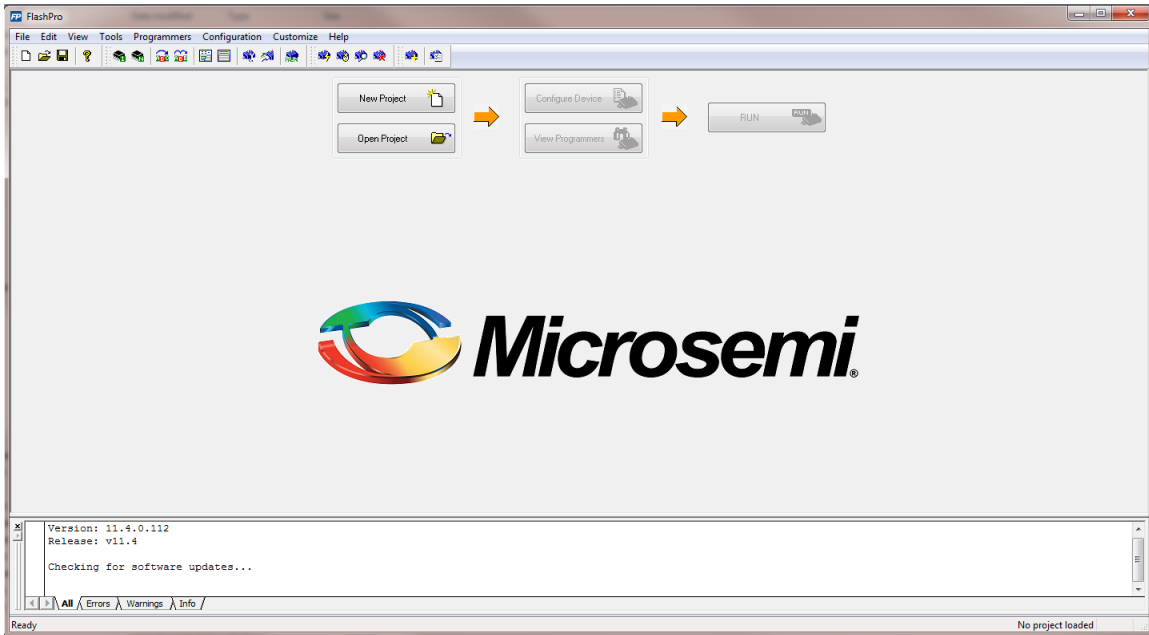 FlashPro
File Edit View Tools Programmers Configuration Customize Help
New Project
Configure Device
RUN
Open Project
View Programmers
Microsemi®
Version: 11.4.0.112
Release: v11.4
Checking for software updates...
All Errors Warnings Info
Ready
No project loaded